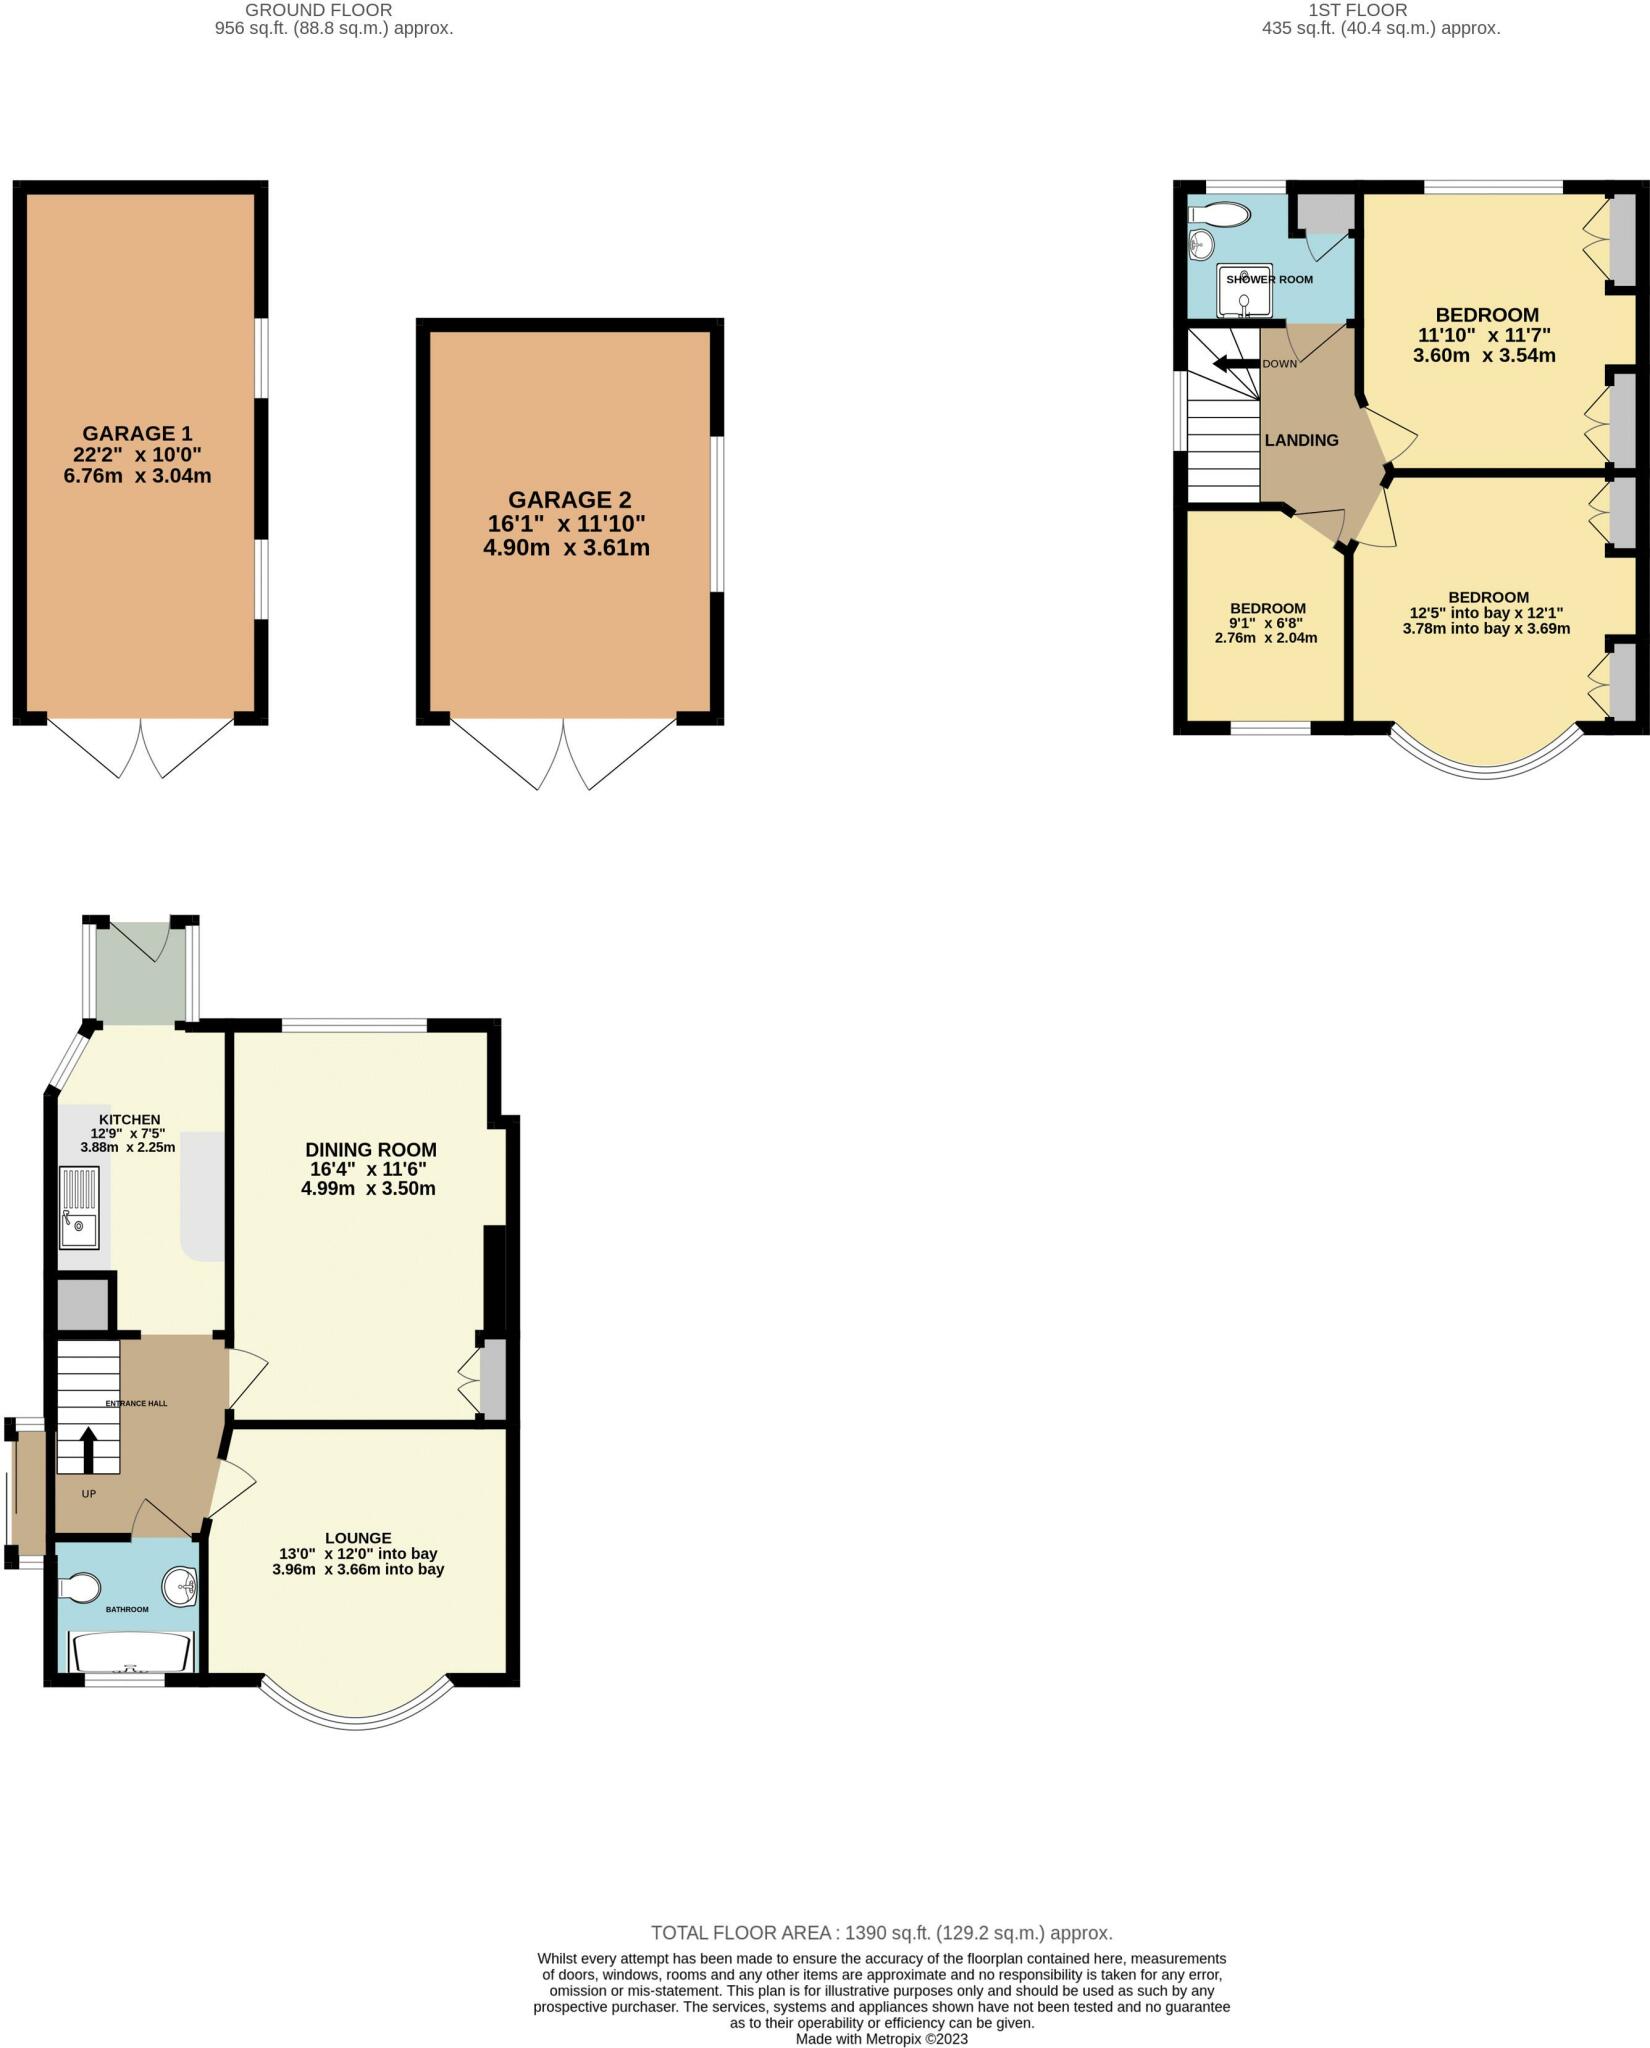 GROUND FLOOR
956 sq.ft. (88.8 sq.m.) approx.
1ST FLOOR
435 sq.ft. (40.4 sq.m.) approx.
GARAGE 1
22'2" x 10'0"
6.76m x 3.04m
GARAGE 2
16'1" x 11'10"
4.90m x 3.61m
SHOWER ROOM
BEDROOM
11'10" x 11'7"
3.60m x 3.54m
DOWN
LANDING
BEDROOM
9'1" x 6'8"
2.76m x 2.04m
BEDROOM
12'5" into bay x 12'1"
3.78m into bay x 3.69m
KITCHEN
12'9" x 7'5"
3.88m x 2.25m
DINING ROOM
16'4" x 11'6"
4.99m x 3.50m
ENTRANCE HALL
UP
LOUNGE
13'0" x 12'0" into bay
3.96m x 3.66m into bay
BATHROOM
TOTAL FLOOR AREA : 1390 sq.ft. (129.2 sq.m.) approx.
Whilst every attempt has been made to ensure the accuracy of the floorplan contained here, measurements
of doors, windows, rooms and any other items are approximate and no responsibility is taken for any error,
omission or mis-statement. This plan is for illustrative purposes only and should be used as such by any
prospective purchaser. The services, systems and appliances shown have not been tested and no guarantee
as to their operability or efficiency can be given.
Made with Metropix ©2023